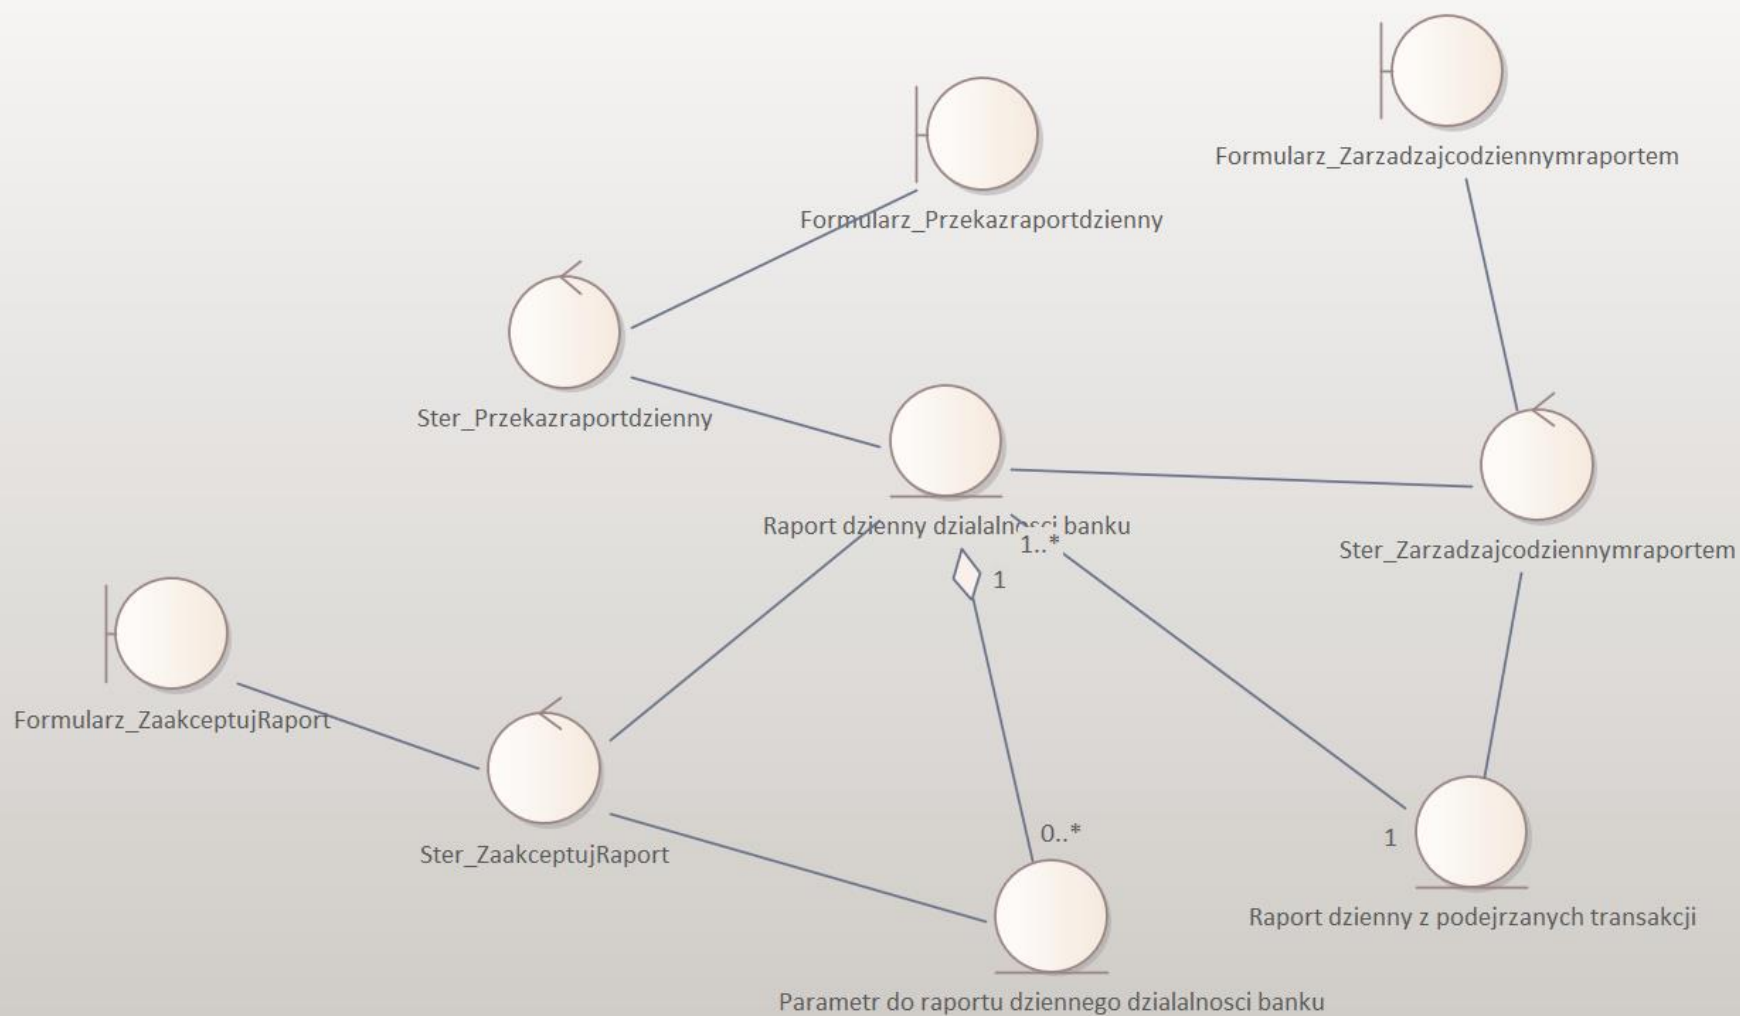 Formularz_Zarzadzajcodziennymraportem
Formularz_Przekazraportdzienny
Ster_Przekazraportdzienny
Raport dzienny dzialalnosci banku
1..*
Ster_Zarzadzajcodziennymraportem
1
Formularz_ZaakceptujRaport
0..*
1
Ster_ZaakceptujRaport
Raport dzienny z podejrzanych transakcji
Parametr do raportu dziennego dzialalnosci banku